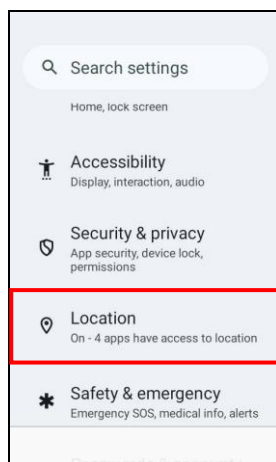 Search settings
Home, lock screen
Accessibility
Display, interaction, audio
Security & privacy
App security, device lock,
permissions
Location
On - 4 apps have access to location
Safety & emergency
Emergency SOS, medical info, alerts